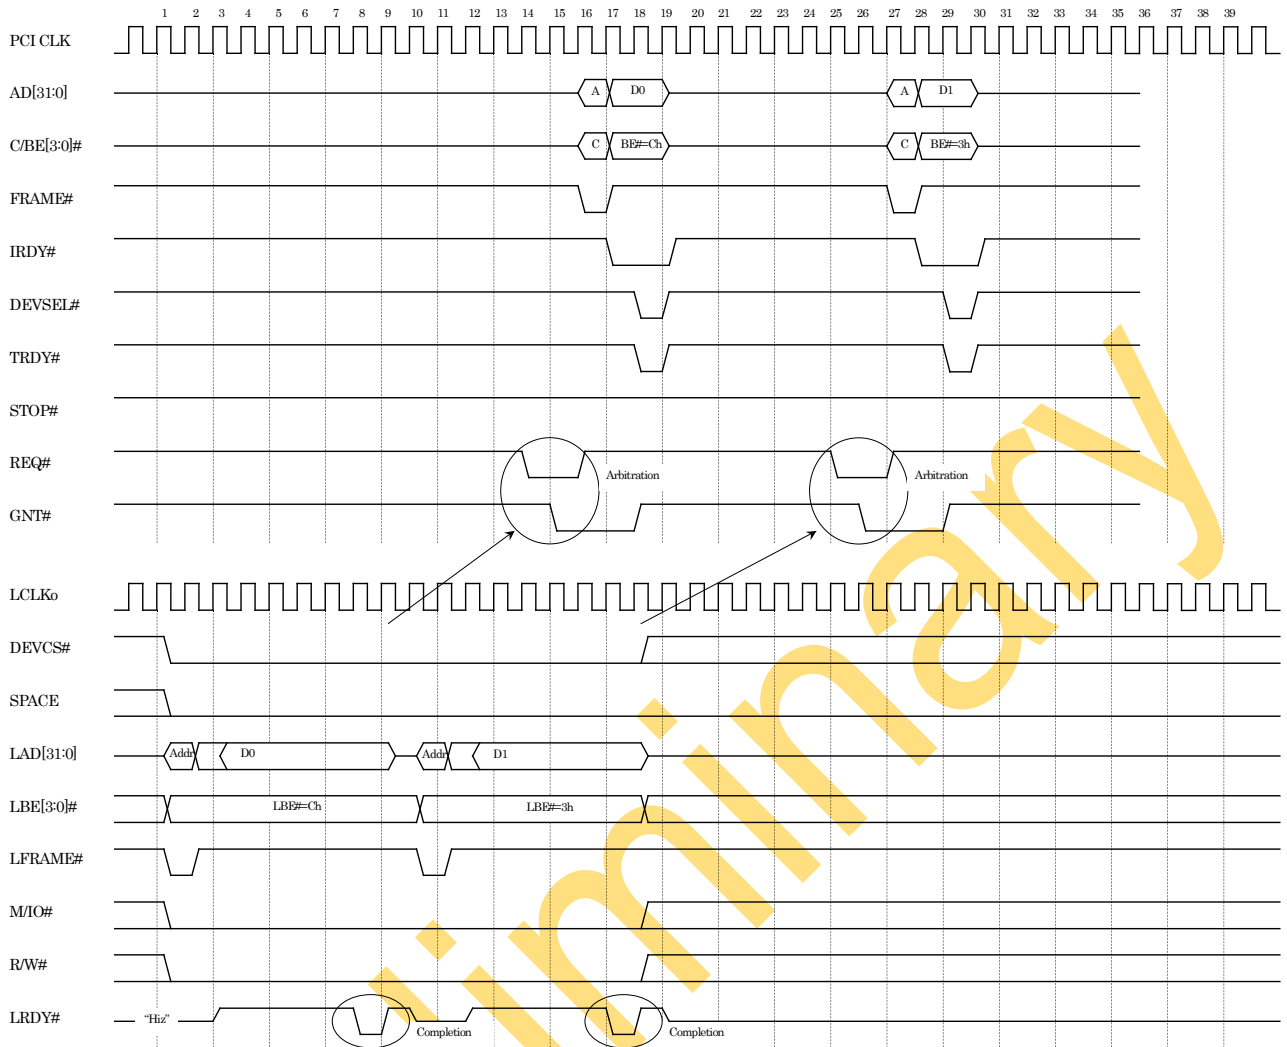 1 2 3 4 5 6 7 8 9 10 11 12 13 14 15 16 17 18 19 20 21 22 23 24 25 26 27 28 29 30 31 32 33 34 35 36 37 38 39
PCI CLK
AD[31:0] A D0 A D1
C/BE[3:0]# C BE#=Ch C BE#=3h
FRAME#
IRDY#
DEVSEL#
TRDY#
STOP#
REQ#
Arbitration Arbitration
GNT#
LCLKo
DEVCS#
SPACE
LAD[31:0] Addr D0 Addr D1
LBE[3:0]# LBE#=Ch LBE#=3h
LFRAME#
M/IO#
R/W#
LRDY# "Hiz"
Completion Completion